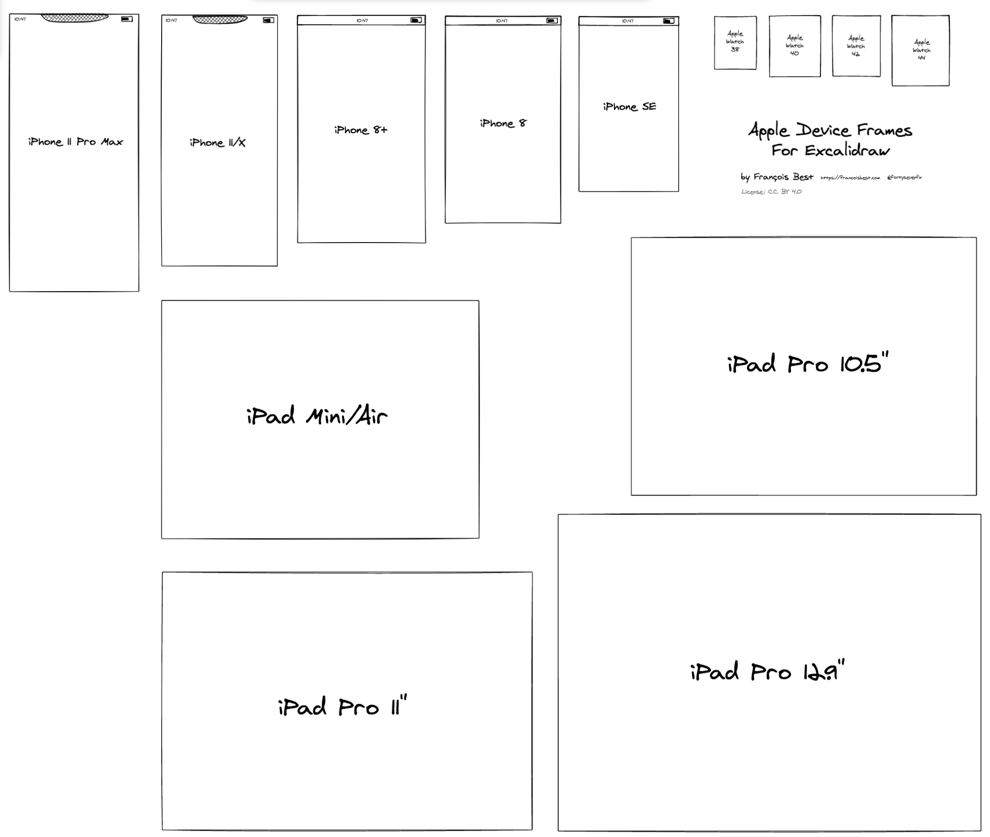 10:47
iPhone 11 Pro Max
10:47
iPhone 11/X
10:47
iPhone 8+
10:47
iPhone 8
10:47
iPhone SE
Apple
Watch
38
Apple
Watch
40
Apple
Watch
42
Apple
Watch
44
Apple Device Frames
For Excalidraw
by François Best https://francoisbest.com
License: CC BY 4.0
iPad Pro 10.5"
iPad Mini/Air
iPad Pro 11"
iPad Pro 12.9"